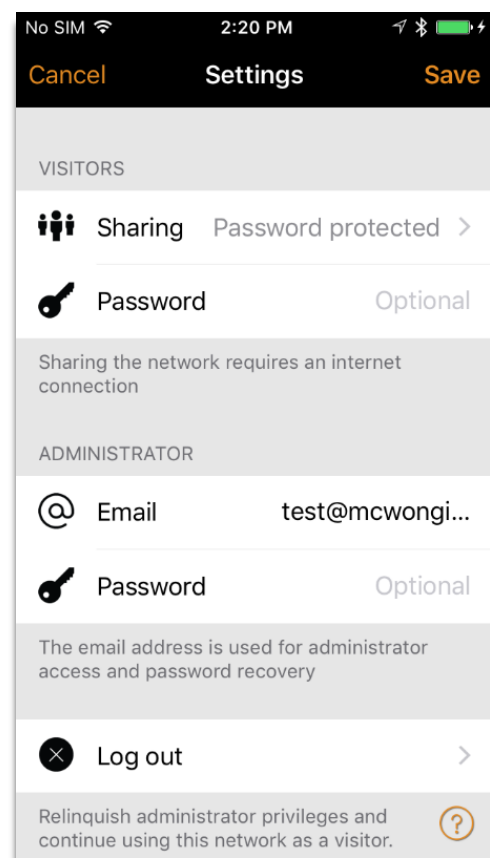 No SIM 2:20 PM
Cancel Settings Save
VISITORS
Sharing Password protected
Password Optional
Sharing the network requires an internet
connection
ADMINISTRATOR
Email test@mcwongi...
Password Optional
The email address is used for administrator
access and password recovery
Log out
Relinquish administrator privileges and
continue using this network as a visitor.
?